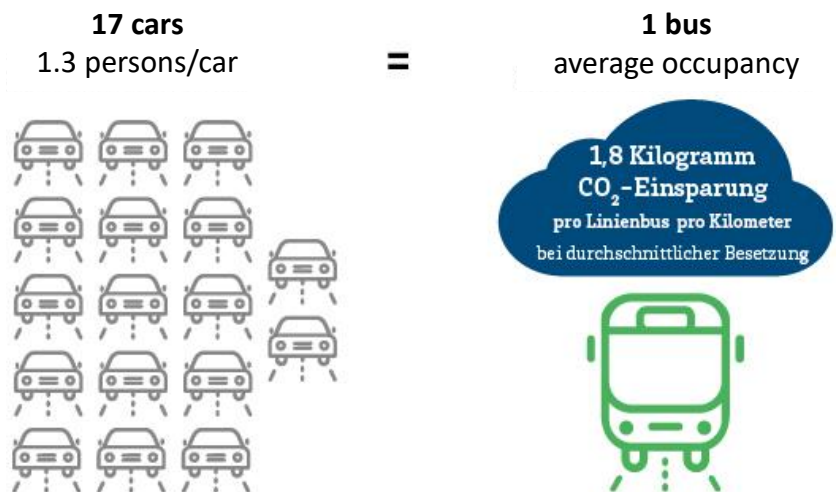 17 cars
1.3 persons/car
=
1 bus
average occupancy
1,8 Kilogramm
CO₂-Einsparung
pro Linienbus pro Kilometer
bei durchschnittlicher Besetzung